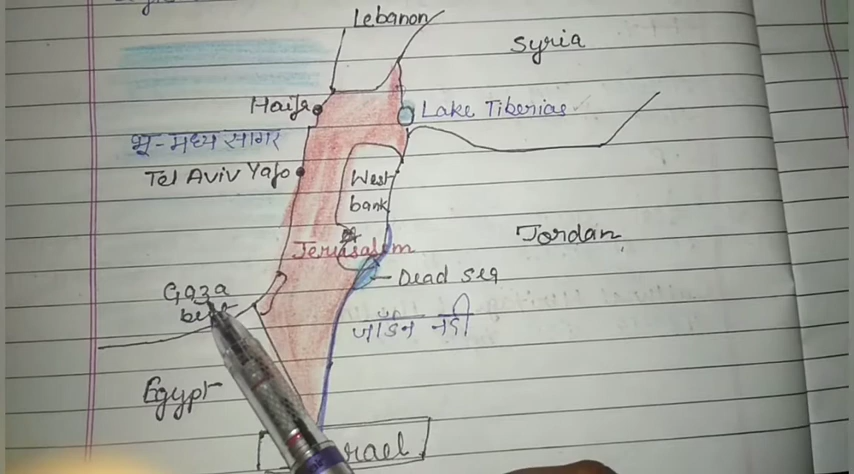 Lebanon
Syria
Haifa
Lake Tiberias
भू-मध्य सागर
Tel Aviv Yafo
West
bank
Jerusalem
Jordan
Dead sea
Gaza
जॉर्डन नदी
Egypt